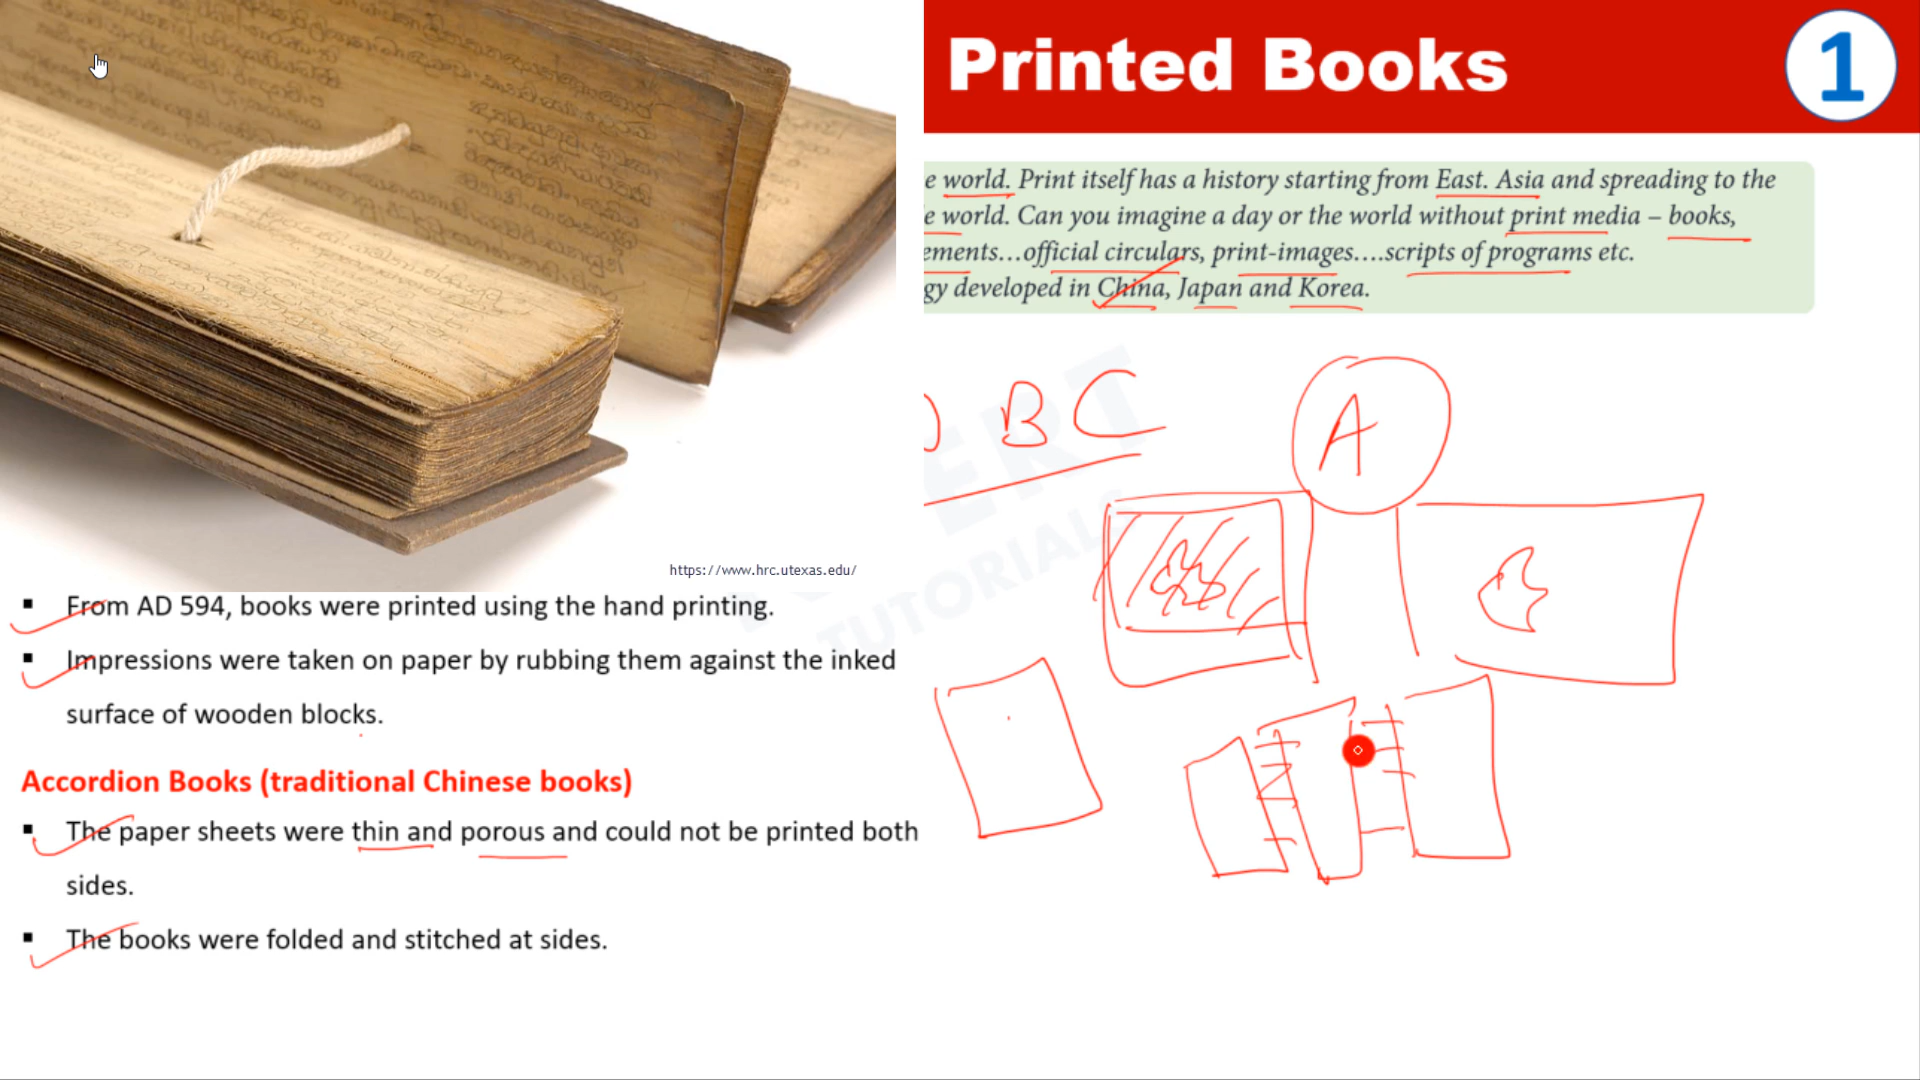 Printed Books
1
e world. Print itself has a history starting from East. Asia and spreading to the
e world. Can you imagine a day or the world without print media – books,
ements...official circulars, print-images....scripts of programs etc.
gy developed in China, Japan and Korea.
B C
A
TUTORIALS
https://www.hrc.utexas.edu/
▪ From AD 594, books were printed using the hand printing.
▪ Impressions were taken on paper by rubbing them against the inked
surface of wooden blocks.
Accordion Books (traditional Chinese books)
▪ The paper sheets were thin and porous and could not be printed both
sides.
▪ The books were folded and stitched at sides.